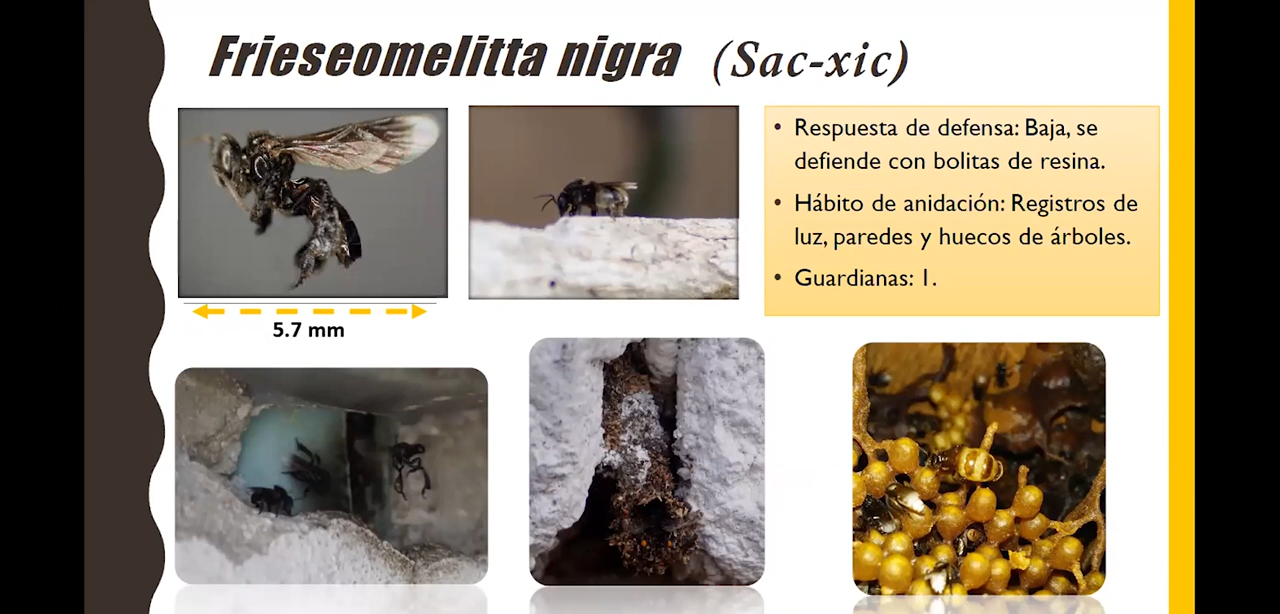 Frieseomelitta nigra (Sac-xic)
• Respuesta de defensa: Baja, se
defiende con bolitas de resina.
• Hábito de anidación: Registros de
luz, paredes y huecos de árboles.
• Guardianas: 1.
5.7 mm